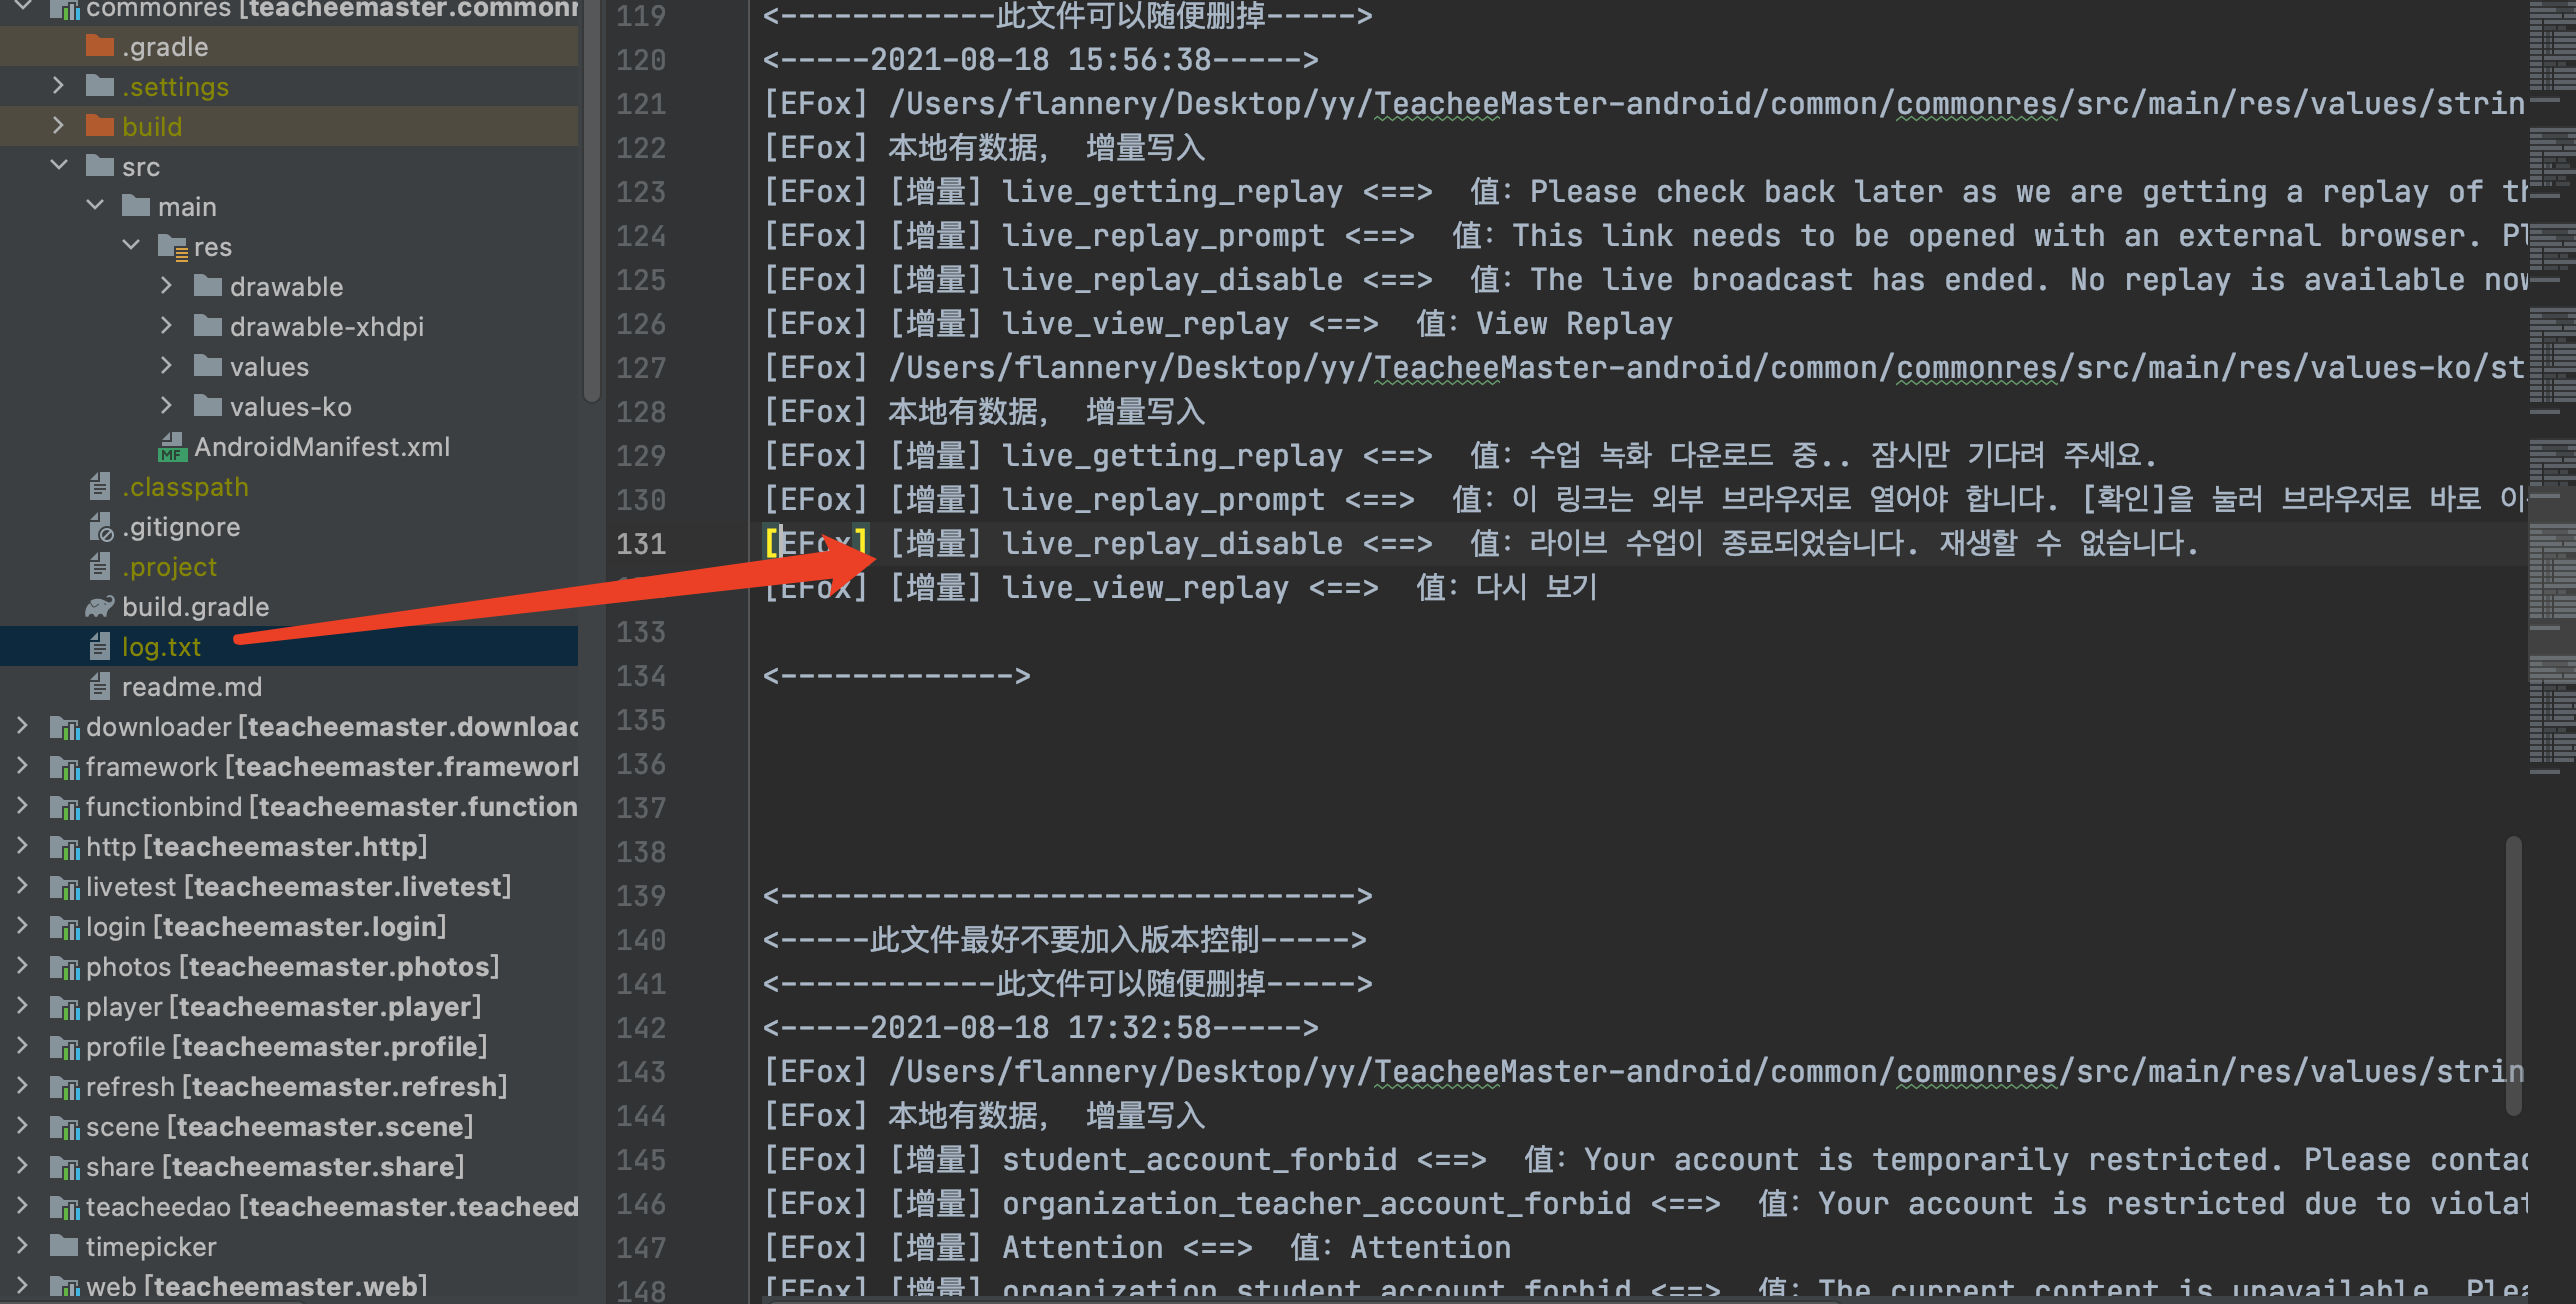 commonres [teacheemaster.commonr
.gradle
.settings
build
src
main
res
drawable
drawable-xhdpi
values
values-ko
MF AndroidManifest.xml
.classpath
.gitignore
.project
build.gradle
log.txt
readme.md
downloader [teacheemaster.download
framework [teacheemaster.framework
functionbind [teacheemaster.function
http [teacheemaster.http]
livetest [teacheemaster.livetest]
login [teacheemaster.login]
photos [teacheemaster.photos]
player [teacheemaster.player]
profile [teacheemaster.profile]
refresh [teacheemaster.refresh]
scene [teacheemaster.scene]
share [teacheemaster.share]
teacheedao [teacheemaster.teacheed
timepicker
web [teacheemaster.web]
119 <------------此文件可以随便删掉----->
120 <-----2021-08-18 15:56:38----->
121 [EFox] /Users/flannery/Desktop/yy/TeacheeMaster-android/common/commonres/src/main/res/values/strin
122 [EFox] 本地有数据, 增量写入
123 [EFox] [增量] live_getting_replay <==> 值: Please check back later as we are getting a replay of th
124 [EFox] [增量] live_replay_prompt <==> 值: This link needs to be opened with an external browser. Pl
125 [EFox] [增量] live_replay_disable <==> 值: The live broadcast has ended. No replay is available now
126 [EFox] [增量] live_view_replay <==> 值: View Replay
127 [EFox] /Users/flannery/Desktop/yy/TeacheeMaster-android/common/commonres/src/main/res/values-ko/st
128 [EFox] 本地有数据, 增量写入
129 [EFox] [增量] live_getting_replay <==> 值: 수업 녹화 다운로드 중.. 잠시만 기다려 주세요.
130 [EFox] [增量] live_replay_prompt <==> 值: 이 링크는 외부 브라우저로 열어야 합니다. [확인]을 눌러 브라우저로 바로 이
131 [EFox] [增量] live_replay_disable <==> 值: 라이브 수업이 종료되었습니다. 재생할 수 없습니다.
[EFox] [增量] live_view_replay <==> 值: 다시 보기
133
134 <------------->
135
136
137
138
139 <-------------------------------->
140 <-----此文件最好不要加入版本控制----->
141 <------------此文件可以随便删掉----->
142 <-----2021-08-18 17:32:58----->
143 [EFox] /Users/flannery/Desktop/yy/TeacheeMaster-android/common/commonres/src/main/res/values/strin
144 [EFox] 本地有数据, 增量写入
145 [EFox] [增量] student_account_forbid <==> 值: Your account is temporarily restricted. Please contac
146 [EFox] [增量] organization_teacher_account_forbid <==> 值: Your account is restricted due to violat
147 [EFox] [增量] Attention <==> 值: Attention
148 [EFox] [增量] organization_student_account_forbid <==> 值: The current content is unavailable. Plea